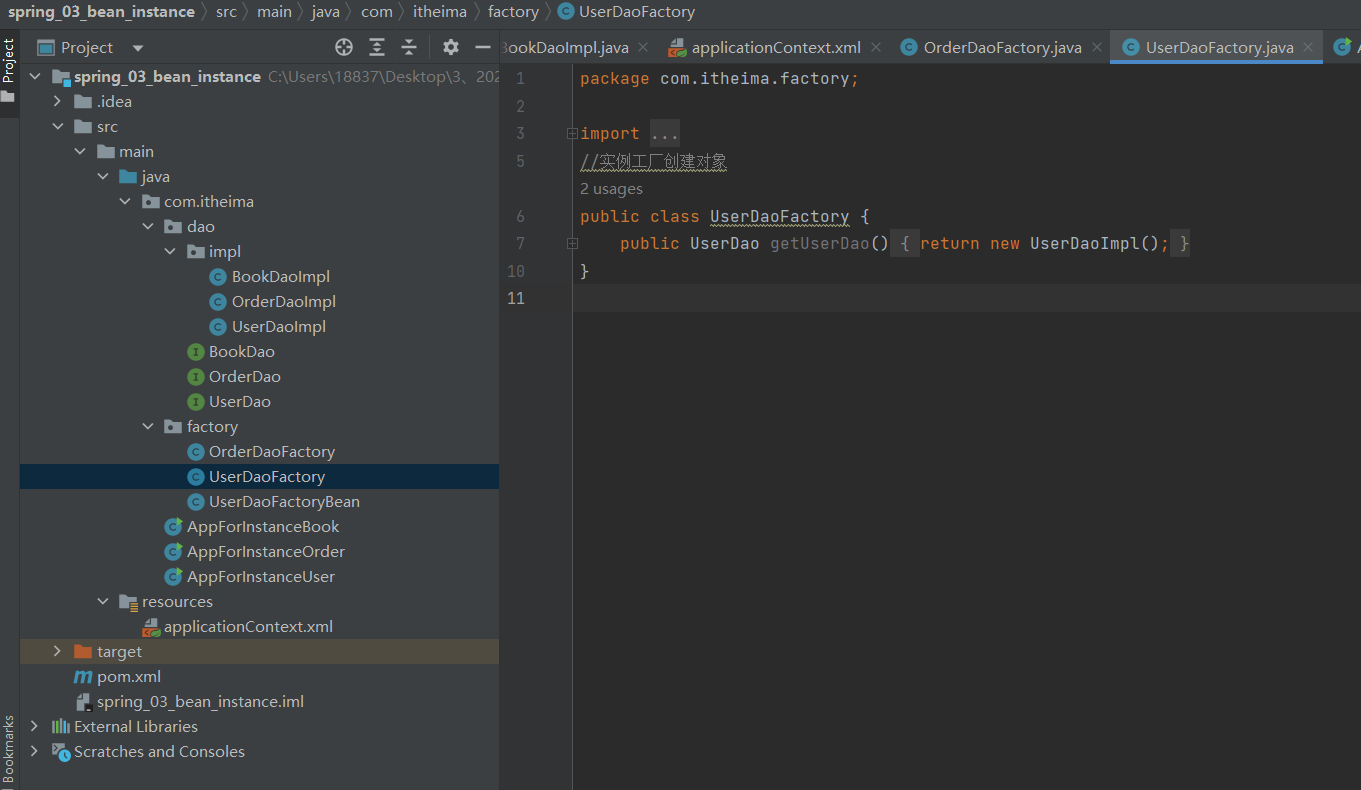 spring_03_bean_instance src main java com itheima factory UserDaoFactory
Project
Project
BookDaoImpl.java applicationContext.xml OrderDaoFactory.java UserDaoFactory.java
spring_03_bean_instance C:\Users\18837\Desktop\3、202
.idea
src
main
java
com.itheima
dao
impl
BookDaoImpl
OrderDaoImpl
UserDaoImpl
BookDao
OrderDao
UserDao
factory
OrderDaoFactory
UserDaoFactory
UserDaoFactoryBean
AppForInstanceBook
AppForInstanceOrder
AppForInstanceUser
resources
applicationContext.xml
target
pom.xml
spring_03_bean_instance.iml
External Libraries
Scratches and Consoles
Bookmarks
1 package com.itheima.factory;
2
3 import ...
5 //实例工厂创建对象
2 usages
6 public class UserDaoFactory {
7 public UserDao getUserDao() { return new UserDaoImpl(); }
10 }
11